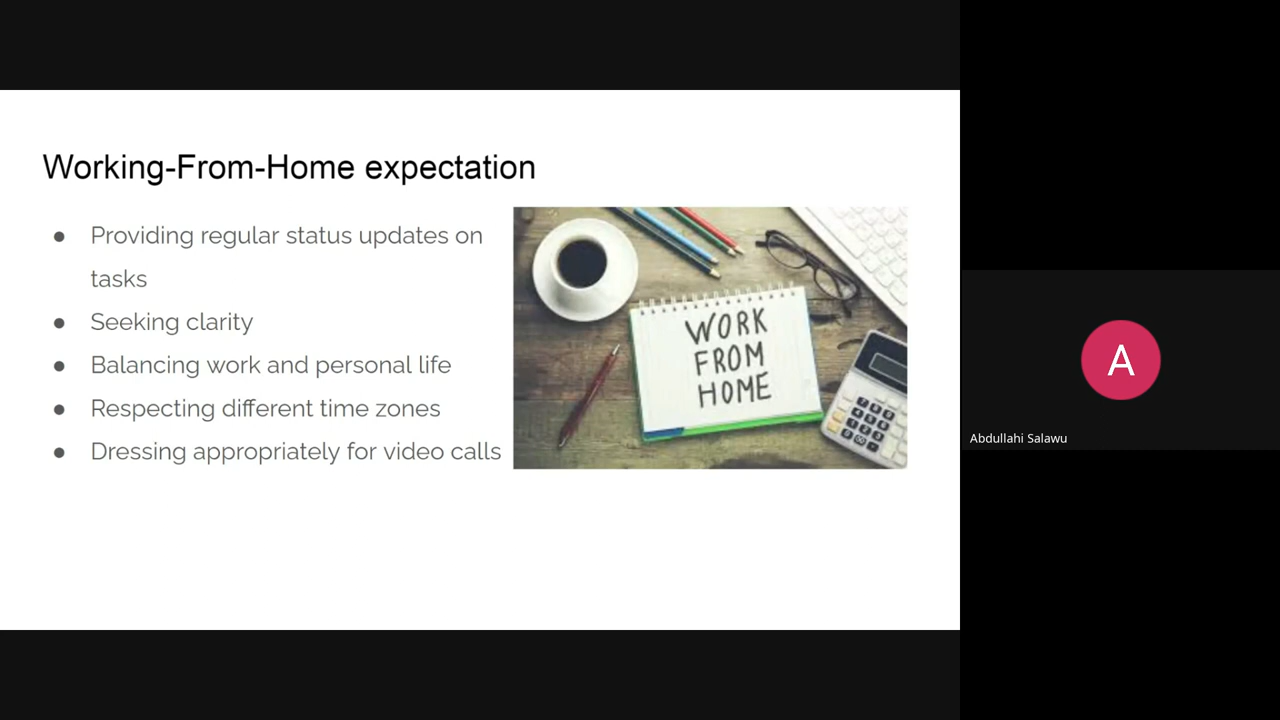 Working-From-Home expectation
● Providing regular status updates on
tasks
● Seeking clarity
● Balancing work and personal life
● Respecting different time zones
● Dressing appropriately for video calls
WORK
FROM
HOME
A
Abdullahi Salawu